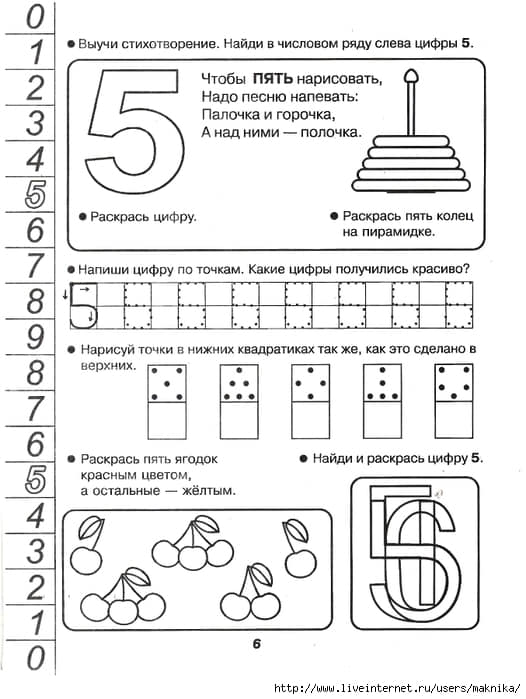 0
1
2
3
4
5
6
7
8
9
8
7
6
5
4
3
2
1
0
• Выучи стихотворение. Найди в числовом ряду слева цифры 5.
5
Чтобы ПЯТЬ нарисовать,
Надо песню напевать:
Палочка и горочка,
А над ними — полочка.
• Раскрась цифру.
• Раскрась пять колец
на пирамидке.
• Напиши цифру по точкам. Какие цифры получились красиво?
5
• Нарисуй точки в нижних квадратиках так же, как это сделано в
верхних.
• Раскрась пять ягодок
красным цветом,
а остальные — жёлтым.
• Найди и раскрась цифру 5.
6
http://www.liveinternet.ru/users/maknika/